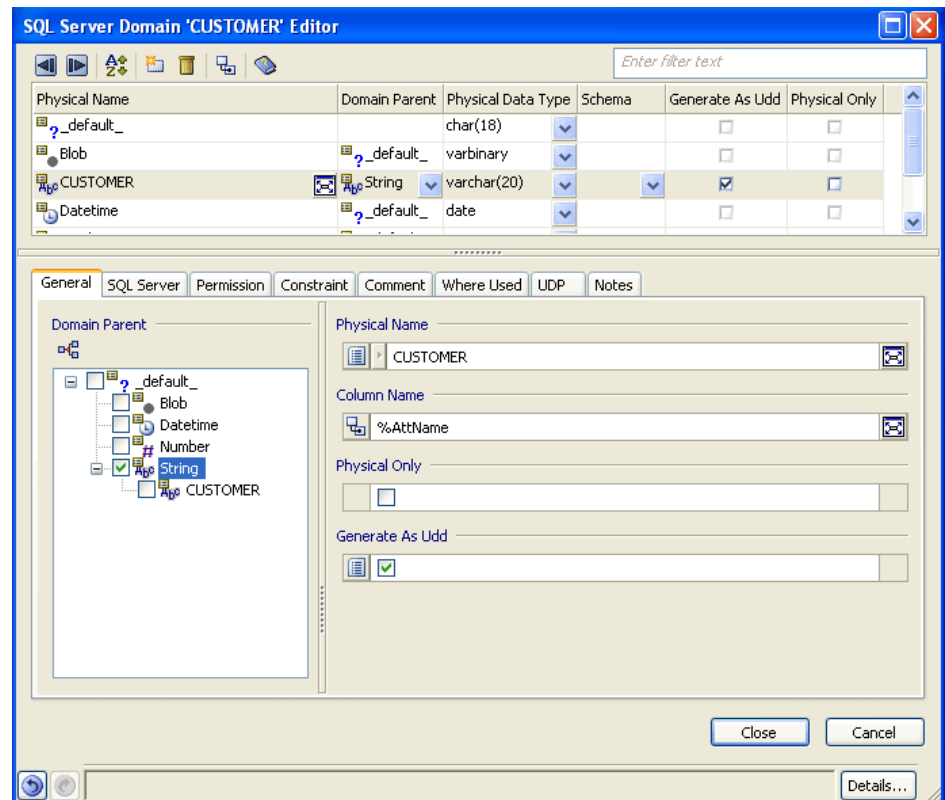 SQL Server Domain 'CUSTOMER' Editor
Enter filter text
Physical Name Domain Parent Physical Data Type Schema Generate As Udd Physical Only
_default_ char(18)
Blob _default_ varbinary
CUSTOMER String varchar(20)
Datetime _default_ date
General SQL Server Permission Constraint Comment Where Used UDP Notes
Domain Parent
_default_
Blob
Datetime
Number
String
CUSTOMER
Physical Name
CUSTOMER
Column Name
%AttName
Physical Only
Generate As Udd
Close Cancel
Details...